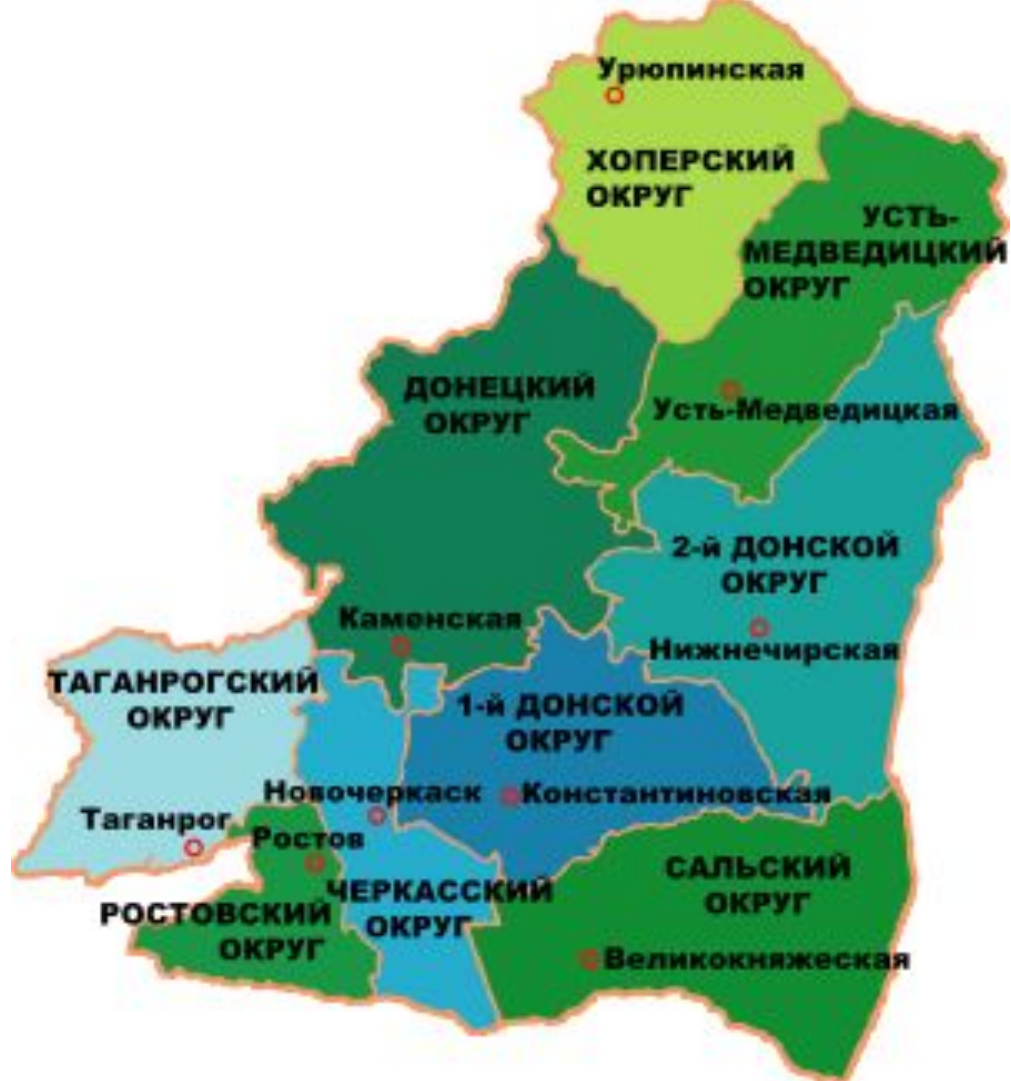 Урюпинская
ХОПЕРСКИЙ
ОКРУГ
УСТЬ-
МЕДВЕДИЦКИЙ
ОКРУГ
ДОНЕЦКИЙ
ОКРУГ
Усть-Медведицкая
2-й ДОНСКОЙ
ОКРУГ
Каменская
Нижнечирская
ТАГАНРОГСКИЙ
ОКРУГ
1-й ДОНСКОЙ
ОКРУГ
Новочеркаск
Константиновская
Таганрог
Ростов
САЛЬСКИЙ
ОКРУГ
ЧЕРКАССКИЙ
ОКРУГ
РОСТОВСКИЙ
ОКРУГ
Великокняжеская